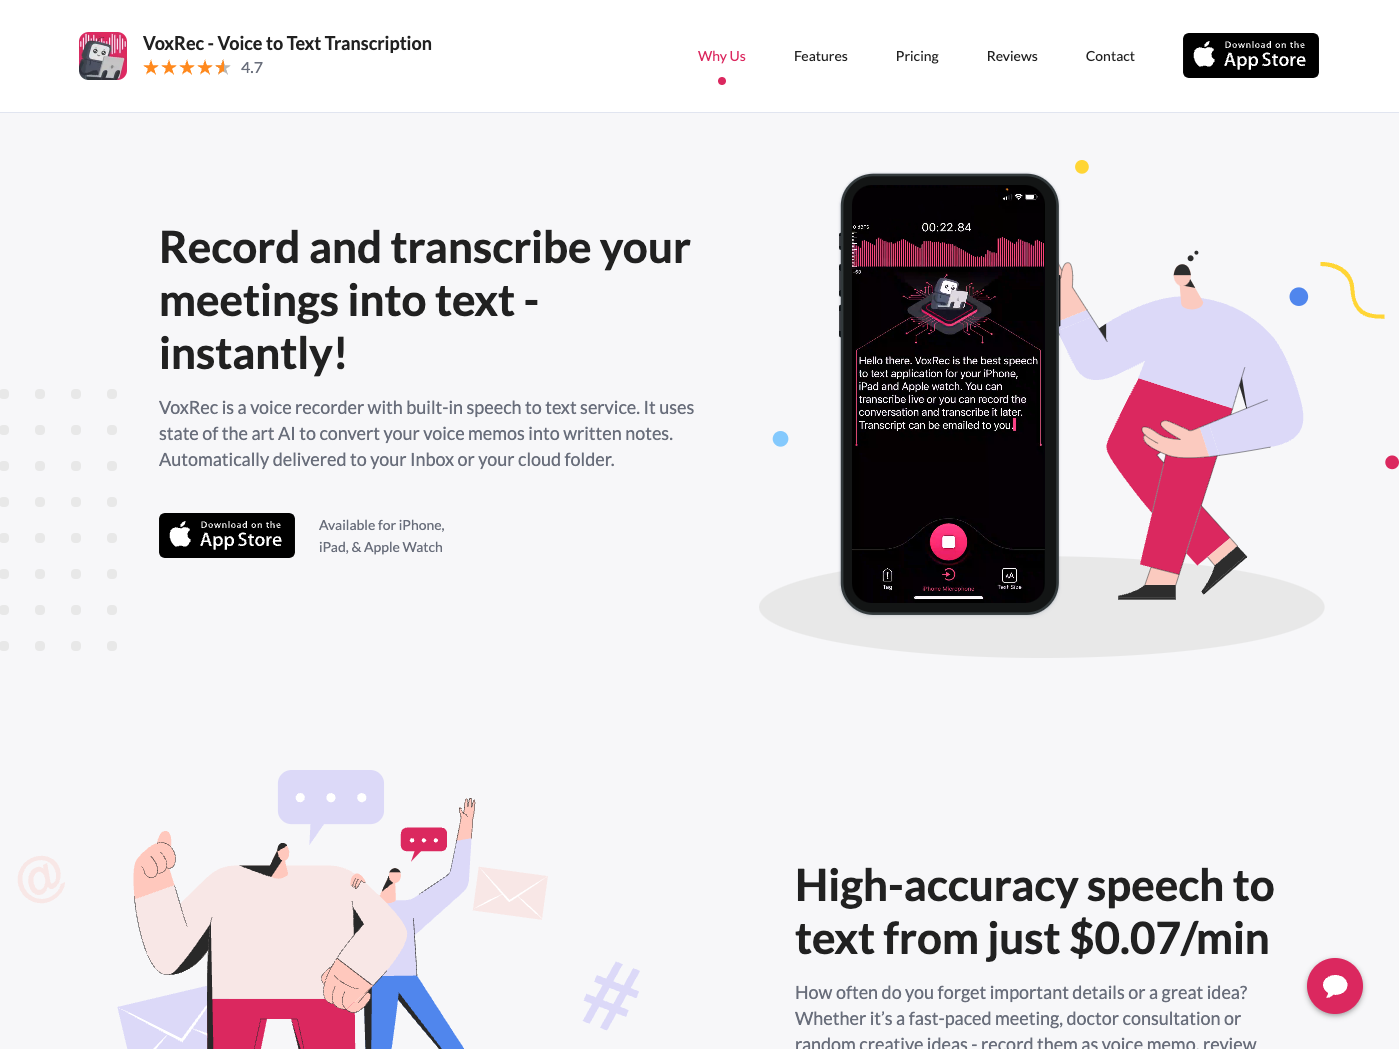 VoxRec - Voice to Text Transcription
4.7
Why Us
Features
Pricing
Reviews
Contact
Download on the
App Store
Record and transcribe your
meetings into text -
instantly!
VoxRec is a voice recorder with built-in speech to text service. It uses
state of the art AI to convert your voice memos into written notes.
Automatically delivered to your Inbox or your cloud folder.
Download on the
App Store
Available for iPhone,
iPad, & Apple Watch
00:22.84
Hello there. VoxRec is the best speech
to text application for your iPhone,
iPad and Apple watch. You can
transcribe live or you can record the
conversation and transcribe it later.
Transcript can be emailed to you.
Tag
iPhone Microphone
AA
Text Size
@
#
High-accuracy speech to
text from just $0.07/min
How often do you forget important details or a great idea?
Whether it's a fast-paced meeting, doctor consultation or
random creative ideas - record them as voice memo, review